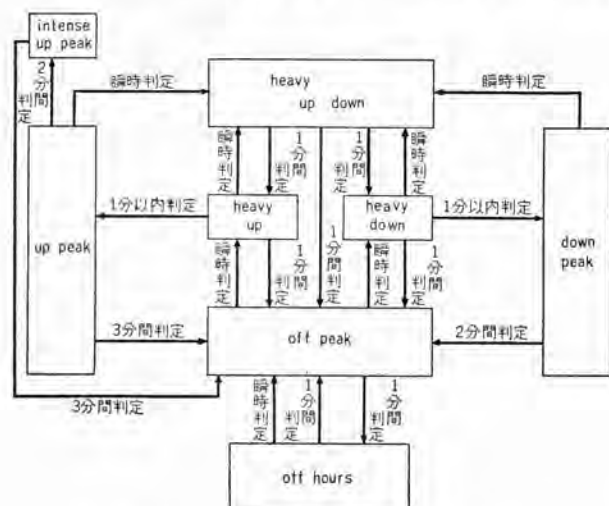 intense
up peak
2分間
判定
瞬時判定
瞬時判定
heavy
up down
瞬時判定
1分間
判定
1分間
判定
瞬時判定
1分以内判定
heavy
up
heavy
down
1分以内判定
up peak
down
peak
瞬時判定
1分間
判定
1分間
判定
瞬時判定
1分間
判定
3分間判定
off peak
2分間判定
3分間判定
瞬時判定
1分間
判定
1分間
判定
off hours